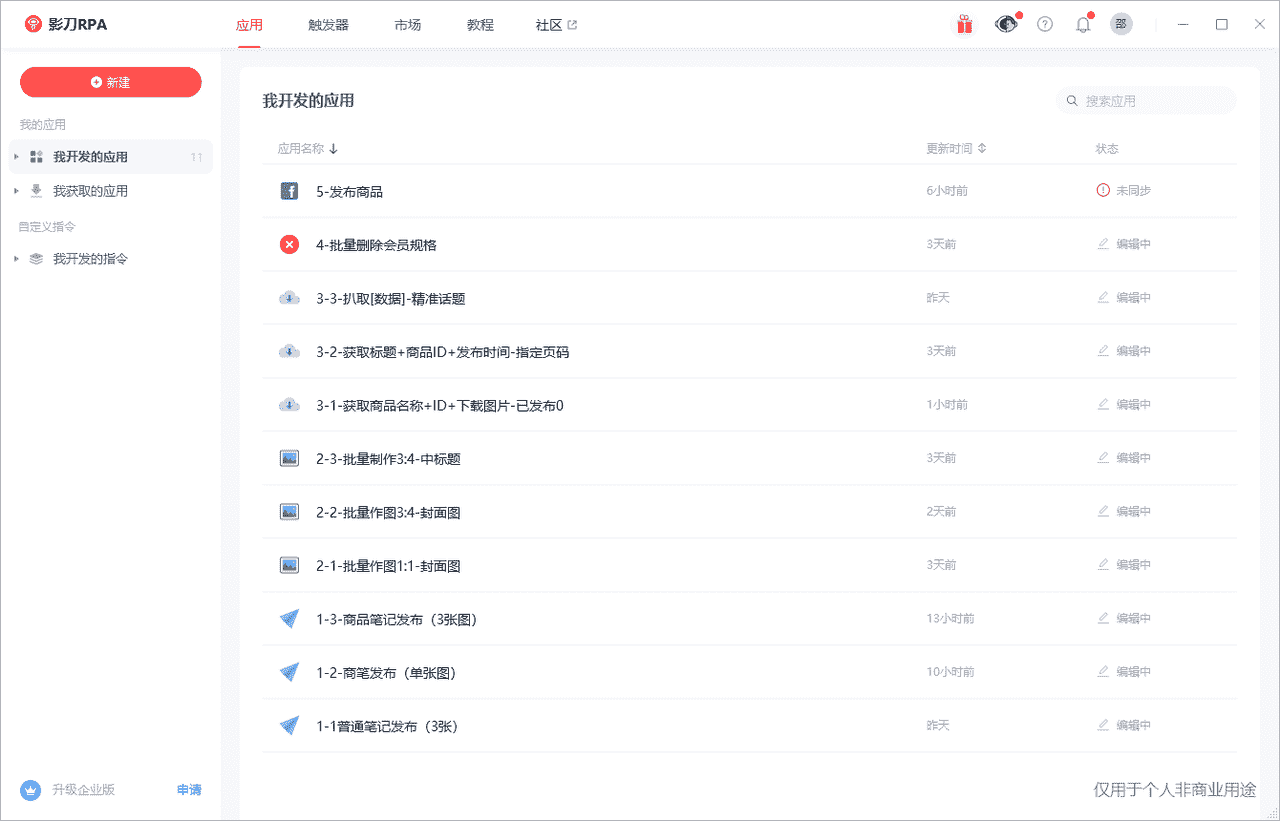 影刀RPA 应用 触发器 市场 教程 社区 邵
新建
我的应用
我开发的应用 11
我获取的应用
自定义指令
我开发的指令
升级企业版 申请
我开发的应用 搜索应用
应用名称 更新时间 状态
5-发布商品 6小时前 未同步
4-批量删除会员规格 3天前 编辑中
3-3-扒取[数据]-精准话题 昨天 编辑中
3-2-获取标题+商品ID+发布时间-指定页码 3天前 编辑中
3-1-获取商品名称+ID+下载图片-已发布0 1小时前 编辑中
2-3-批量制作3:4-中标题 3天前 编辑中
2-2-批量作图3:4-封面图 2天前 编辑中
2-1-批量作图1:1-封面图 3天前 编辑中
1-3-商品笔记发布（3张图） 13小时前 编辑中
1-2-商笔发布（单张图） 10小时前 编辑中
1-1普通笔记发布（3张） 昨天 编辑中
仅用于个人非商业用途